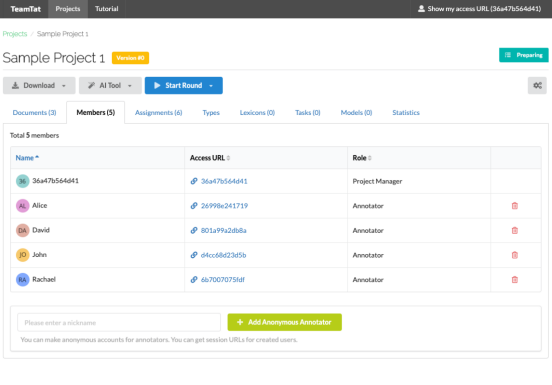 TeamTat Projects Tutorial Show my access URL (36a47b564d41)
Projects / Sample Project 1
Sample Project 1 Version #0 Preparing
Download AI Tool Start Round
Documents (3) Members (5) Assignments (6) Types Lexicons (0) Tasks (0) Models (0) Statistics
Total 5 members
Name Access URL Role
36 36a47b564d41 36a47b564d41 Project Manager
AL Alice 26998e241719 Annotator
DA David 801a99a2db8a Annotator
JO John d4cc68d23d5b Annotator
RA Rachael 6b7007075fdf Annotator
Please enter a nickname + Add Anonymous Annotator
You can make anonymous accounts for annotators. You can get session URLs for created users.